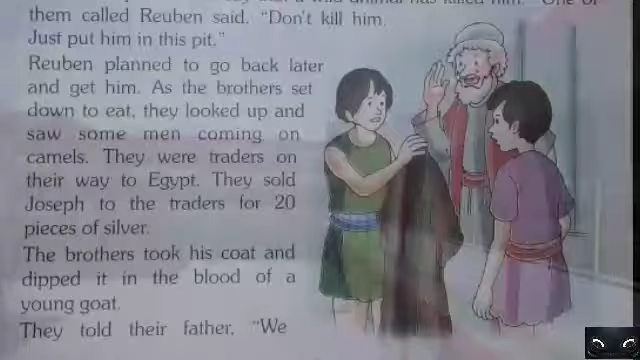 them called Reuben said. "Don't kill him.
Just put him in this pit."
Reuben planned to go back later
and get him. As the brothers set
down to eat, they looked up and
saw some men coming on
camels. They were traders on
their way to Egypt. They sold
Joseph to the traders for 20
pieces of silver.
The brothers took his coat and
dipped it in the blood of a
young goat.
They told their father, "We